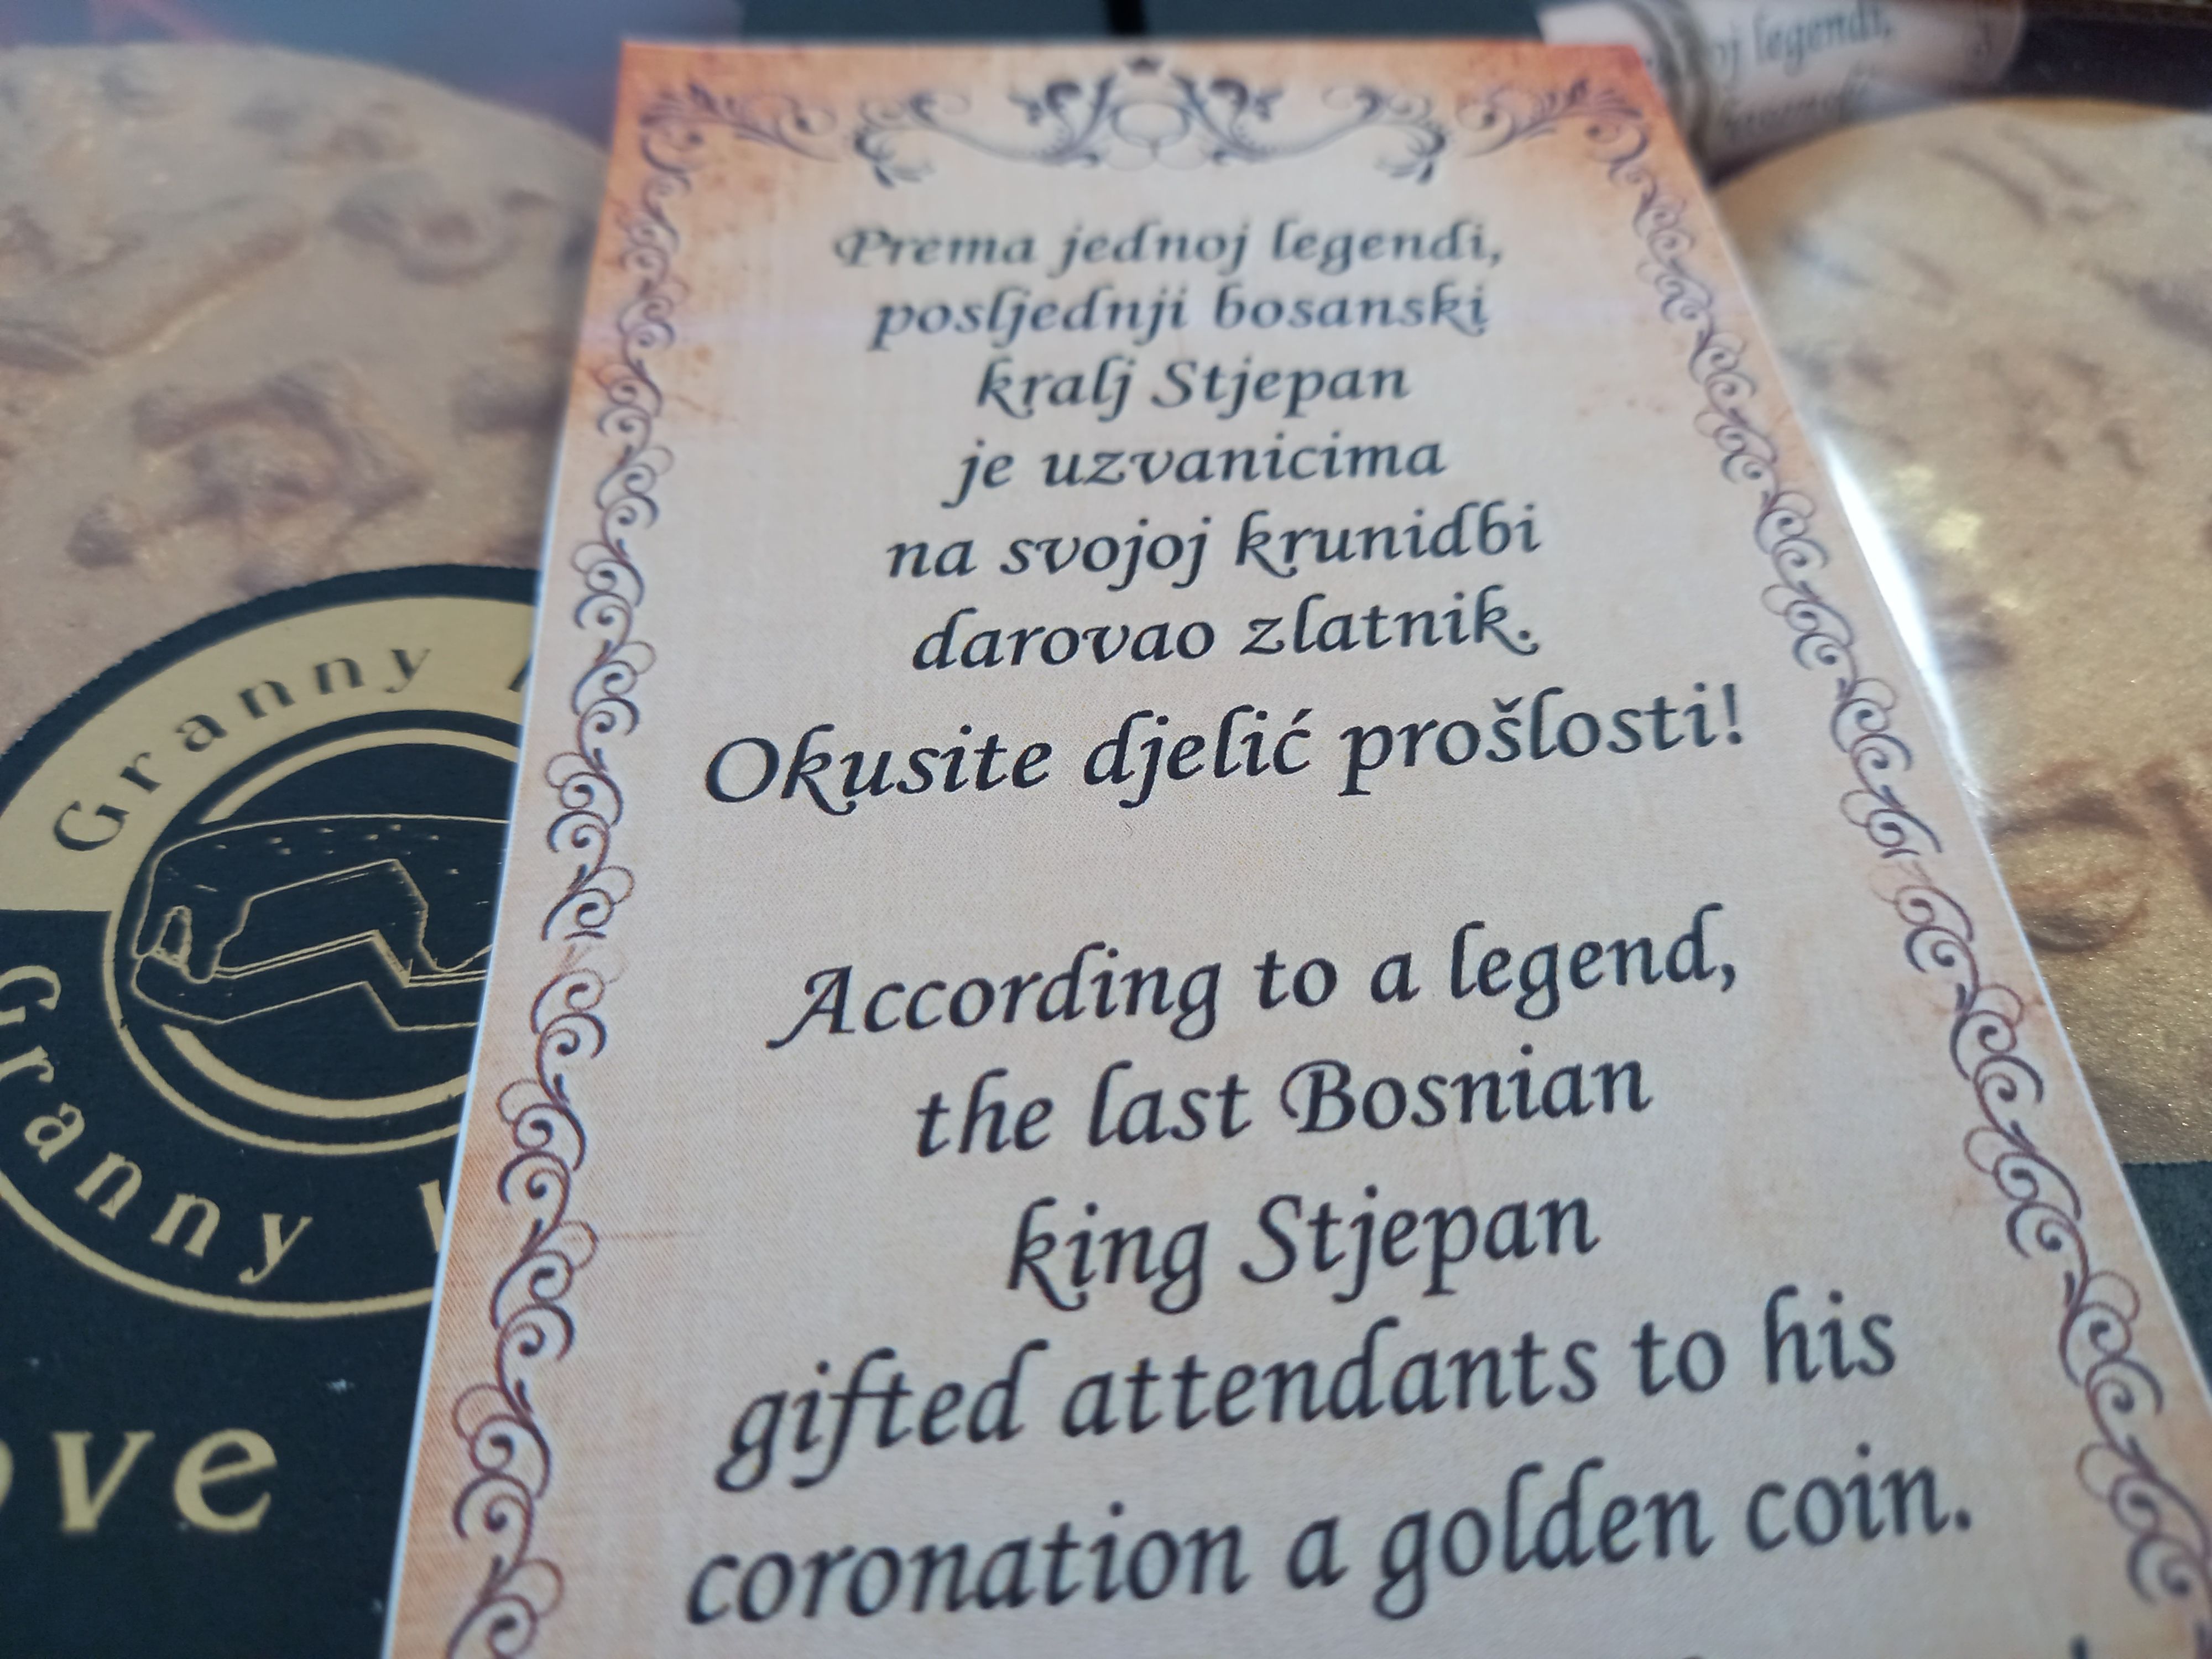 Prema jednoj legendi,
posljednji bosanski
kralj Stjepan
je uzvanicima
na svojoj krunidbi
darovao zlatnik.
Okusite djelić prošlosti!
According to a legend,
the last Bosnian
king Stjepan
gifted attendants to his
coronation a golden coin.
Granny
Granny
ove
legendi,